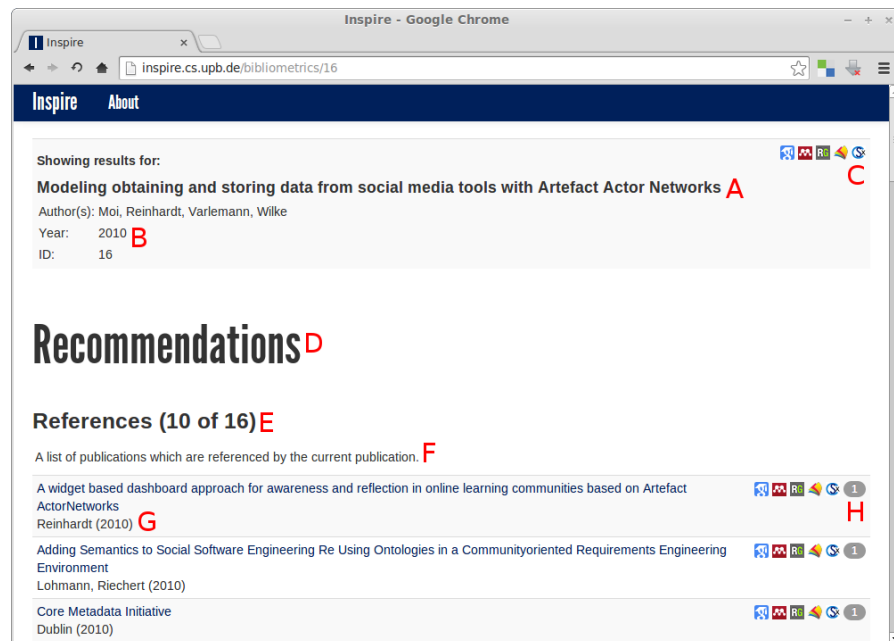 Inspire - Google Chrome
Inspire
inspire.cs.upb.de/bibliometrics/16
Inspire About
Showing results for:
Modeling obtaining and storing data from social media tools with Artefact Actor Networks A
C
Author(s): Moi, Reinhardt, Varlemann, Wilke
Year: 2010 B
ID: 16
Recommendations D
References (10 of 16) E
A list of publications which are referenced by the current publication. F
A widget based dashboard approach for awareness and reflection in online learning communities based on Artefact RG 1
ActorNetworks H
Reinhardt (2010) G
Adding Semantics to Social Software Engineering Re Using Ontologies in a Communityoriented Requirements Engineering RG 1
Environment
Lohmann, Riechert (2010)
Core Metadata Initiative RG 1
Dublin (2010)